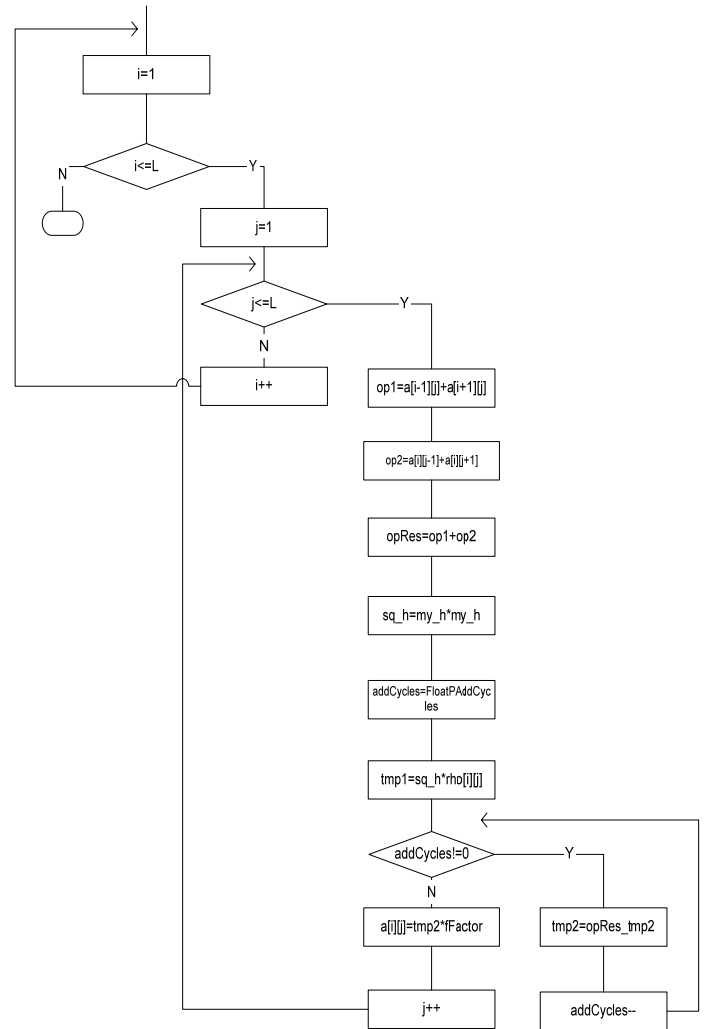 i=1
i<=L
N
Y
j=1
j<=L
Y
N
i++
op1=a[i-1][j]+a[i+1][j]
op2=a[i][j-1]+a[i][j+1]
opRes=op1+op2
sq_h=my_h*my_h
addCycles=FloatPAddCyc
les
tmp1=sq_h*rho[i][j]
addCycles!=0
Y
N
a[i][j]=tmp2*fFactor
tmp2=opRes_tmp2
j++
addCycles--